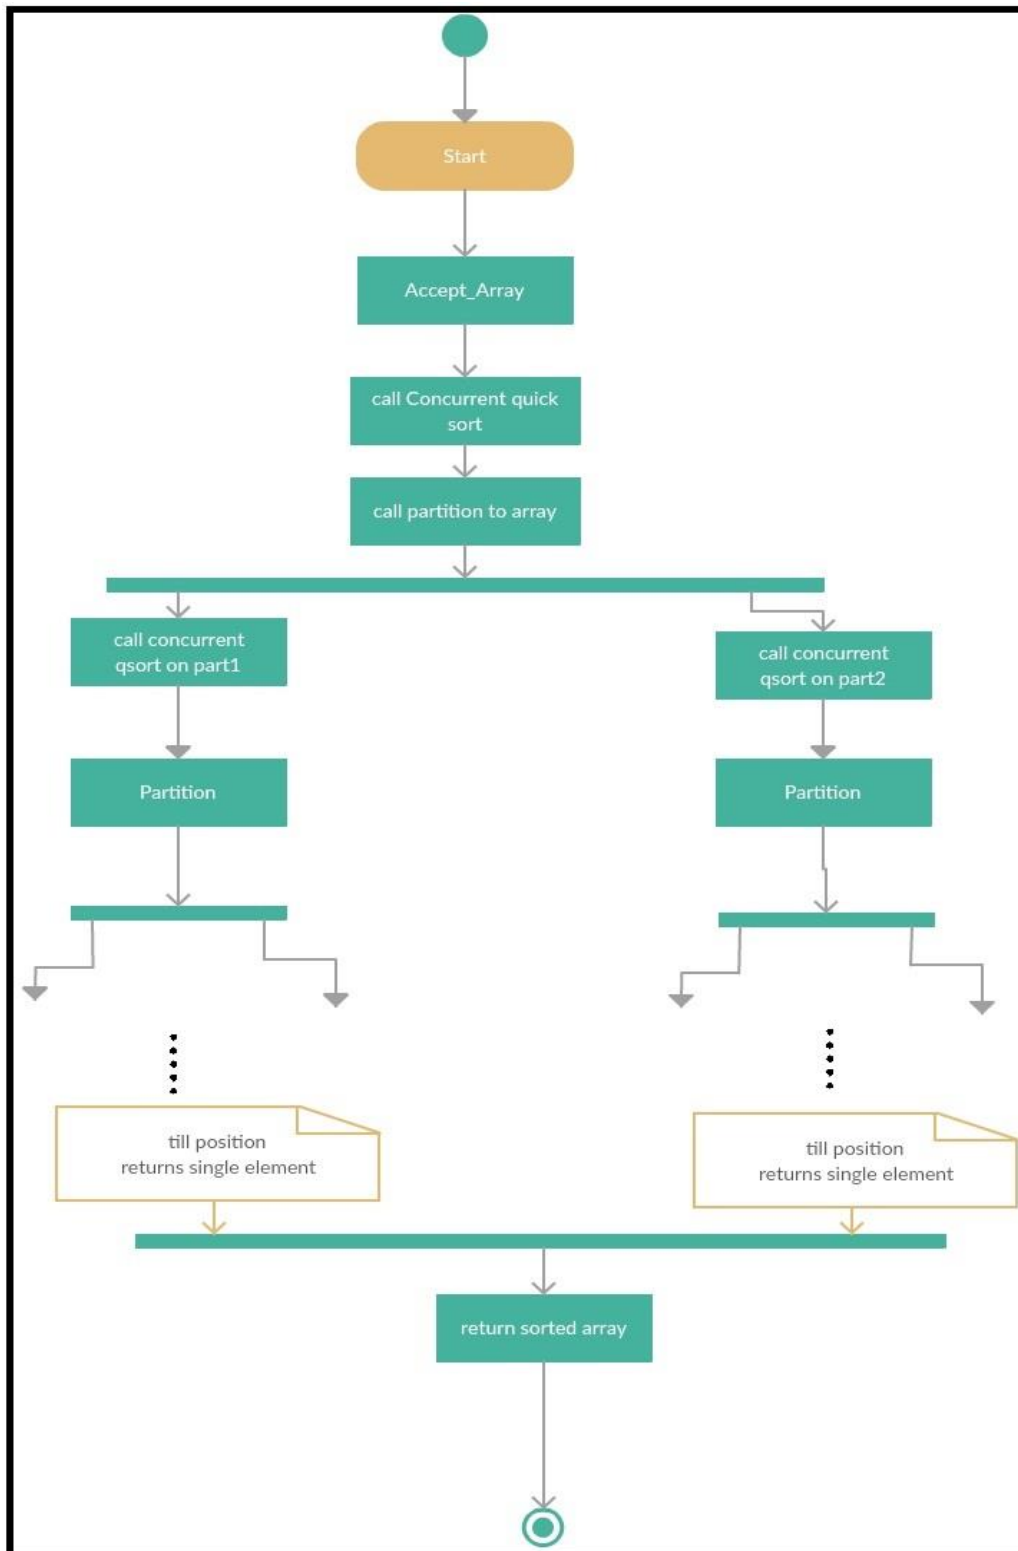 Start
Accept_Array
call Concurrent quick
sort
call partition to array
call concurrent
qsort on part1
call concurrent
qsort on part2
Partition
Partition
till position
returns single element
till position
returns single element
return sorted array